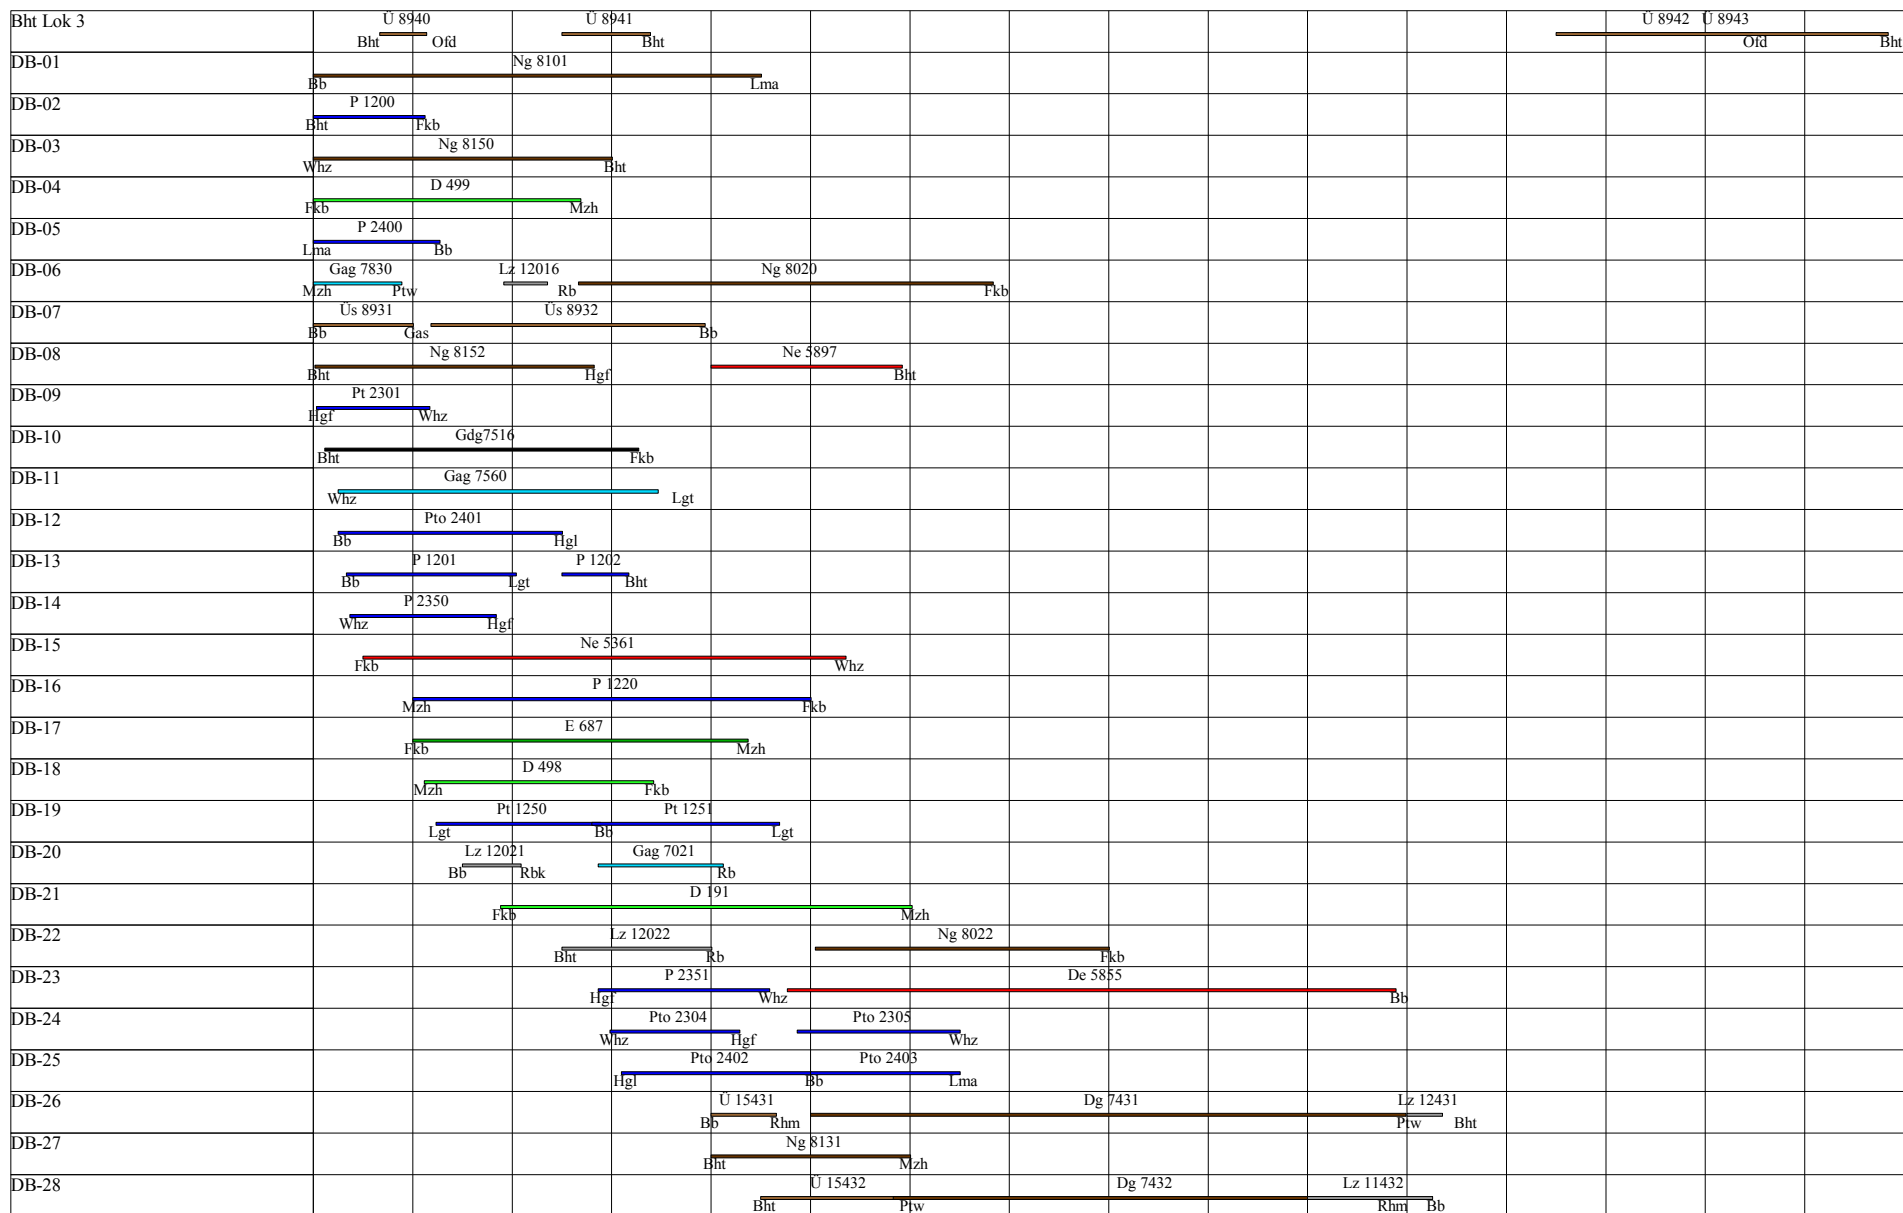 Bht Lok 3 Ü 8940 Ü 8941 Ü 8942 Ü 8943
Bht Ofd Bht Ofd Bht
DB-01 Ng 8101
Bb Lma
DB-02 P 1200
Bht Fkb
DB-03 Ng 8150
Whz Bht
DB-04 D 499
Fkb Mzh
DB-05 P 2400
Lma Bb
DB-06 Gag 7830 Lz 12016 Ng 8020
Mzh Ptw Rb Fkb
DB-07 Üs 8931 Üs 8932
Bb Gas Bb
DB-08 Ng 8152 Ne 5897
Bht Hgf Bht
DB-09 Pt 2301
Hgf Whz
DB-10 Gdg7516
Bht Fkb
DB-11 Gag 7560
Whz Lgt
DB-12 Pto 2401
Bb Hgl
DB-13 P 1201 P 1202
Bb Lgt Bht
DB-14 P 2350
Whz Hgf
DB-15 Ne 5361
Fkb Whz
DB-16 P 1220
Mzh Fkb
DB-17 E 687
Fkb Mzh
DB-18 D 498
Mzh Fkb
DB-19 Pt 1250 Pt 1251
Lgt Bb Lgt
DB-20 Lz 12021 Gag 7021
Bb Rbk Rb
DB-21 D 191
Fkb Mzh
DB-22 Lz 12022 Ng 8022
Bht Rb Fkb
DB-23 P 2351 De 5855
Hgf Whz Bb
DB-24 Pto 2304 Pto 2305
Whz Hgf Whz
DB-25 Pto 2402 Pto 2403
Hgl Bb Lma
DB-26 Ü 15431 Dg 7431 Lz 12431
Bb Rhm Ptw Bht
DB-27 Ng 8131
Bht Mzh
DB-28 Ü 15432 Dg 7432 Lz 11432
Bht Ptw Rhm Bb